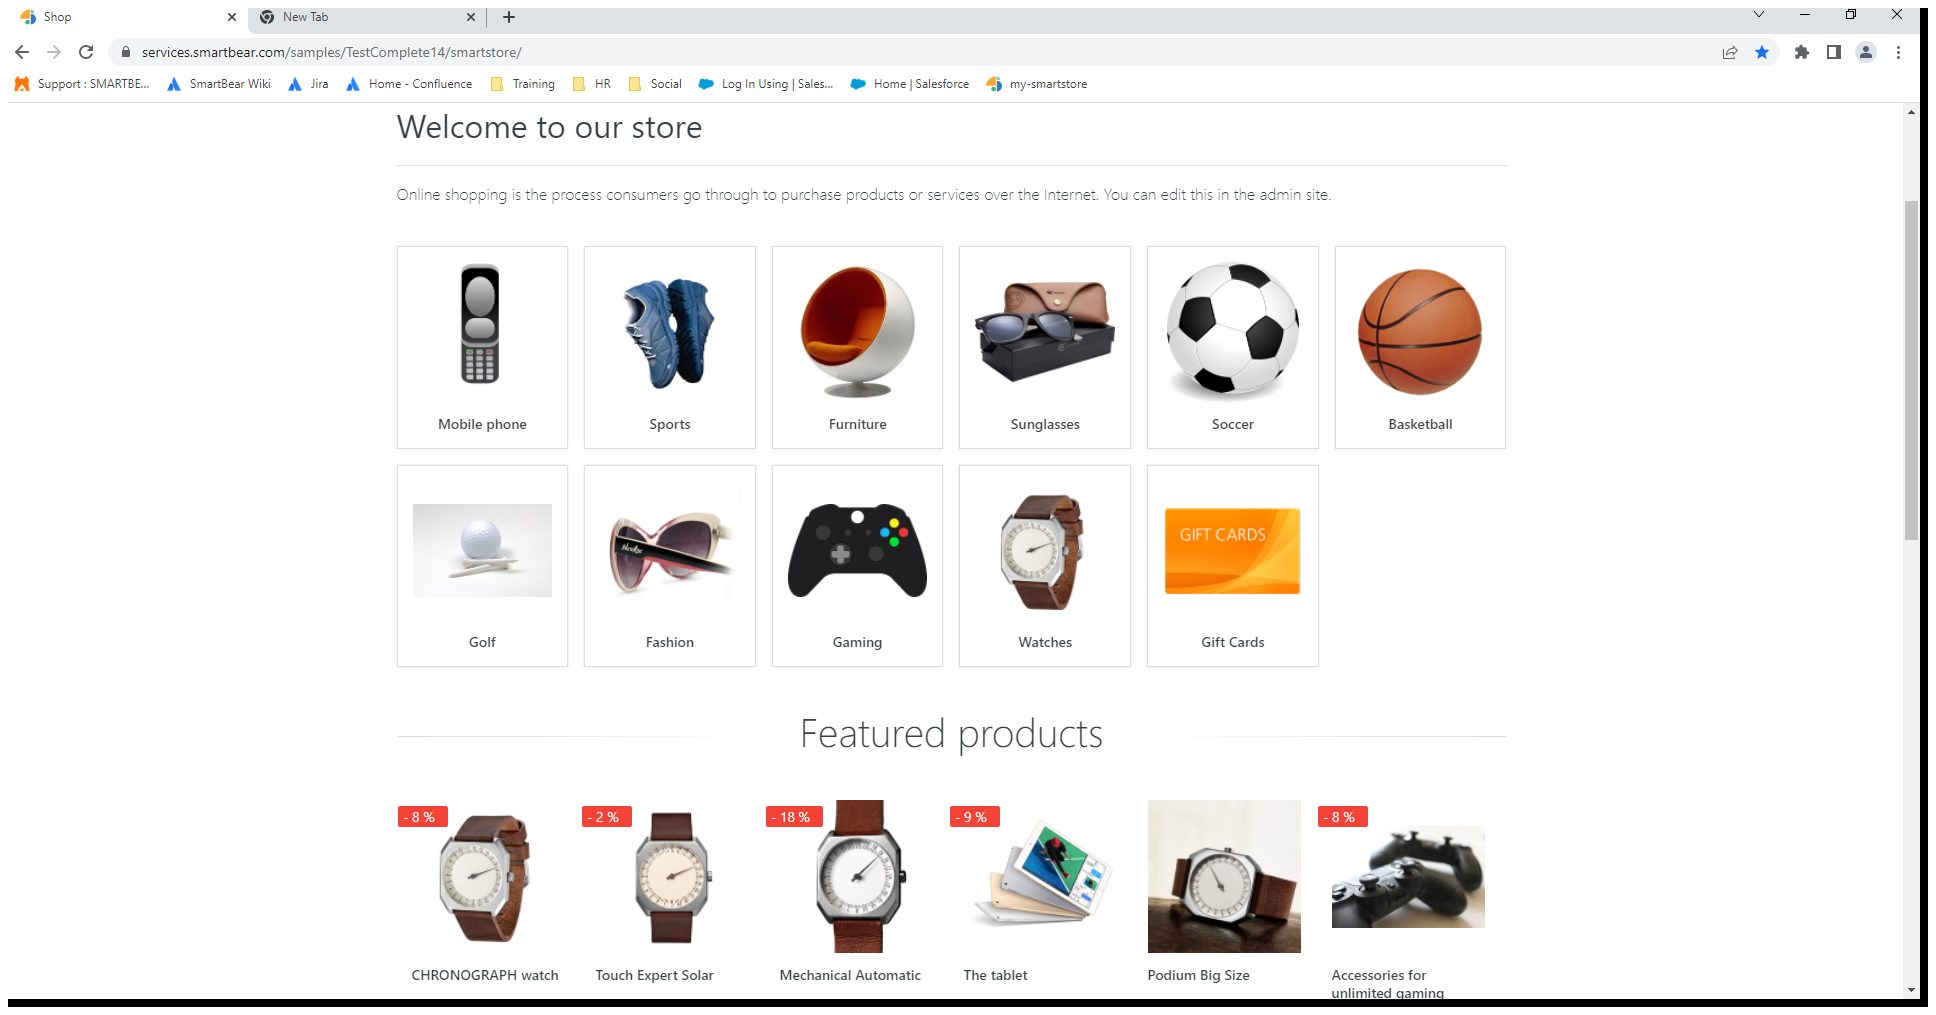 Shop
New Tab
services.smartbear.com/samples/TestComplete14/smartstore/
Support : SMARTBE...
SmartBear Wiki
Jira
Home - Confluence
Training
HR
Social
Log In Using | Sales...
Home | Salesforce
my-smartstore
Welcome to our store
Online shopping is the process consumers go through to purchase products or services over the Internet. You can edit this in the admin site.
Mobile phone
Sports
Furniture
Sunglasses
Soccer
Basketball
GIFT CARDS
Golf
Fashion
Gaming
Watches
Gift Cards
Featured products
- 8 %
- 2 %
- 18 %
- 9 %
- 8 %
CHRONOGRAPH watch
Touch Expert Solar
Mechanical Automatic
The tablet
Podium Big Size
Accessories for
unlimited gaming